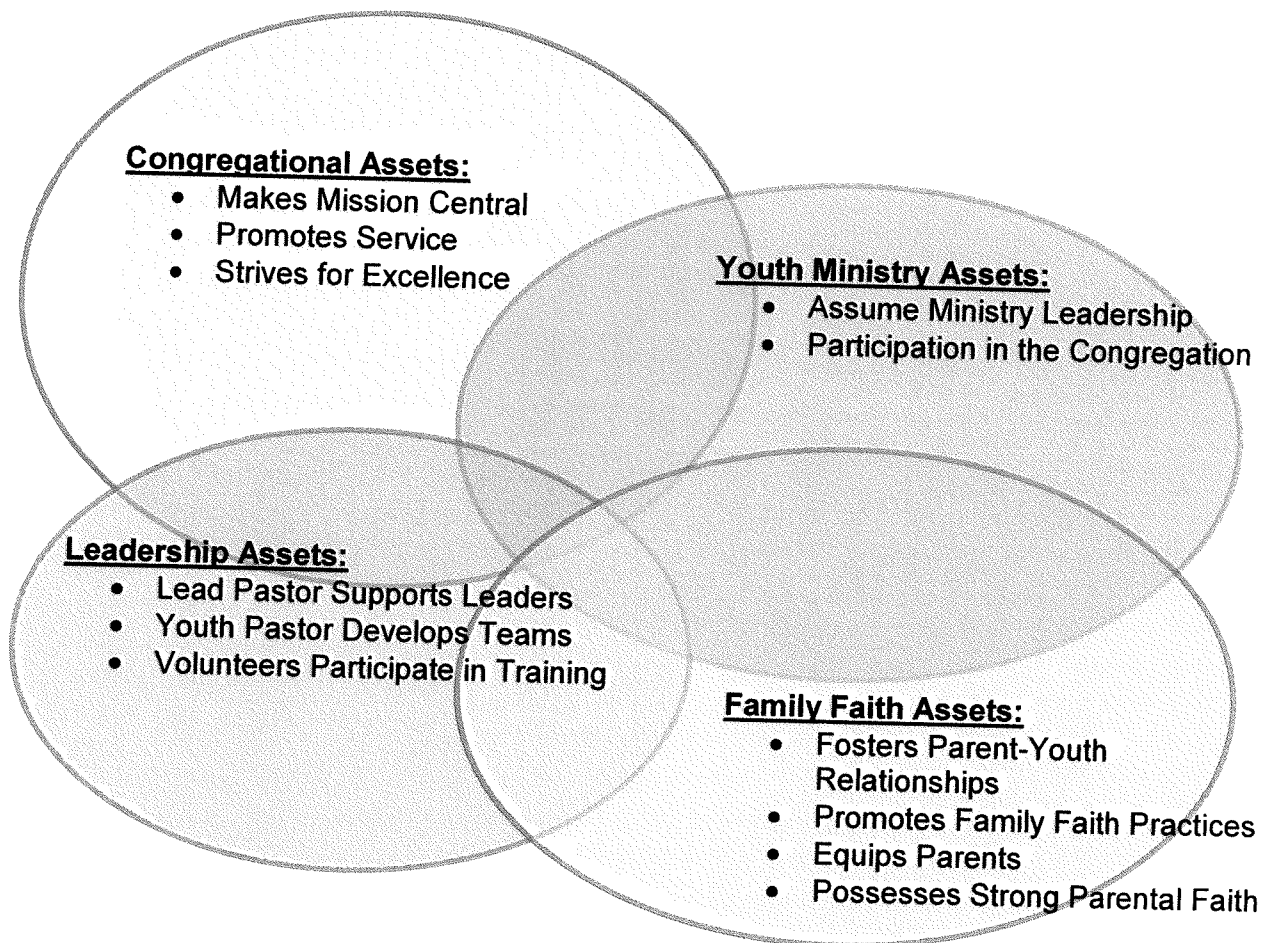 Congregational Assets:
• Makes Mission Central
• Promotes Service
• Strives for Excellence
Youth Ministry Assets:
• Assume Ministry Leadership
• Participation in the Congregation
Leadership Assets:
• Lead Pastor Supports Leaders
• Youth Pastor Develops Teams
• Volunteers Participate in Training
Family Faith Assets:
• Fosters Parent-Youth
Relationships
• Promotes Family Faith Practices
• Equips Parents
• Possesses Strong Parental Faith